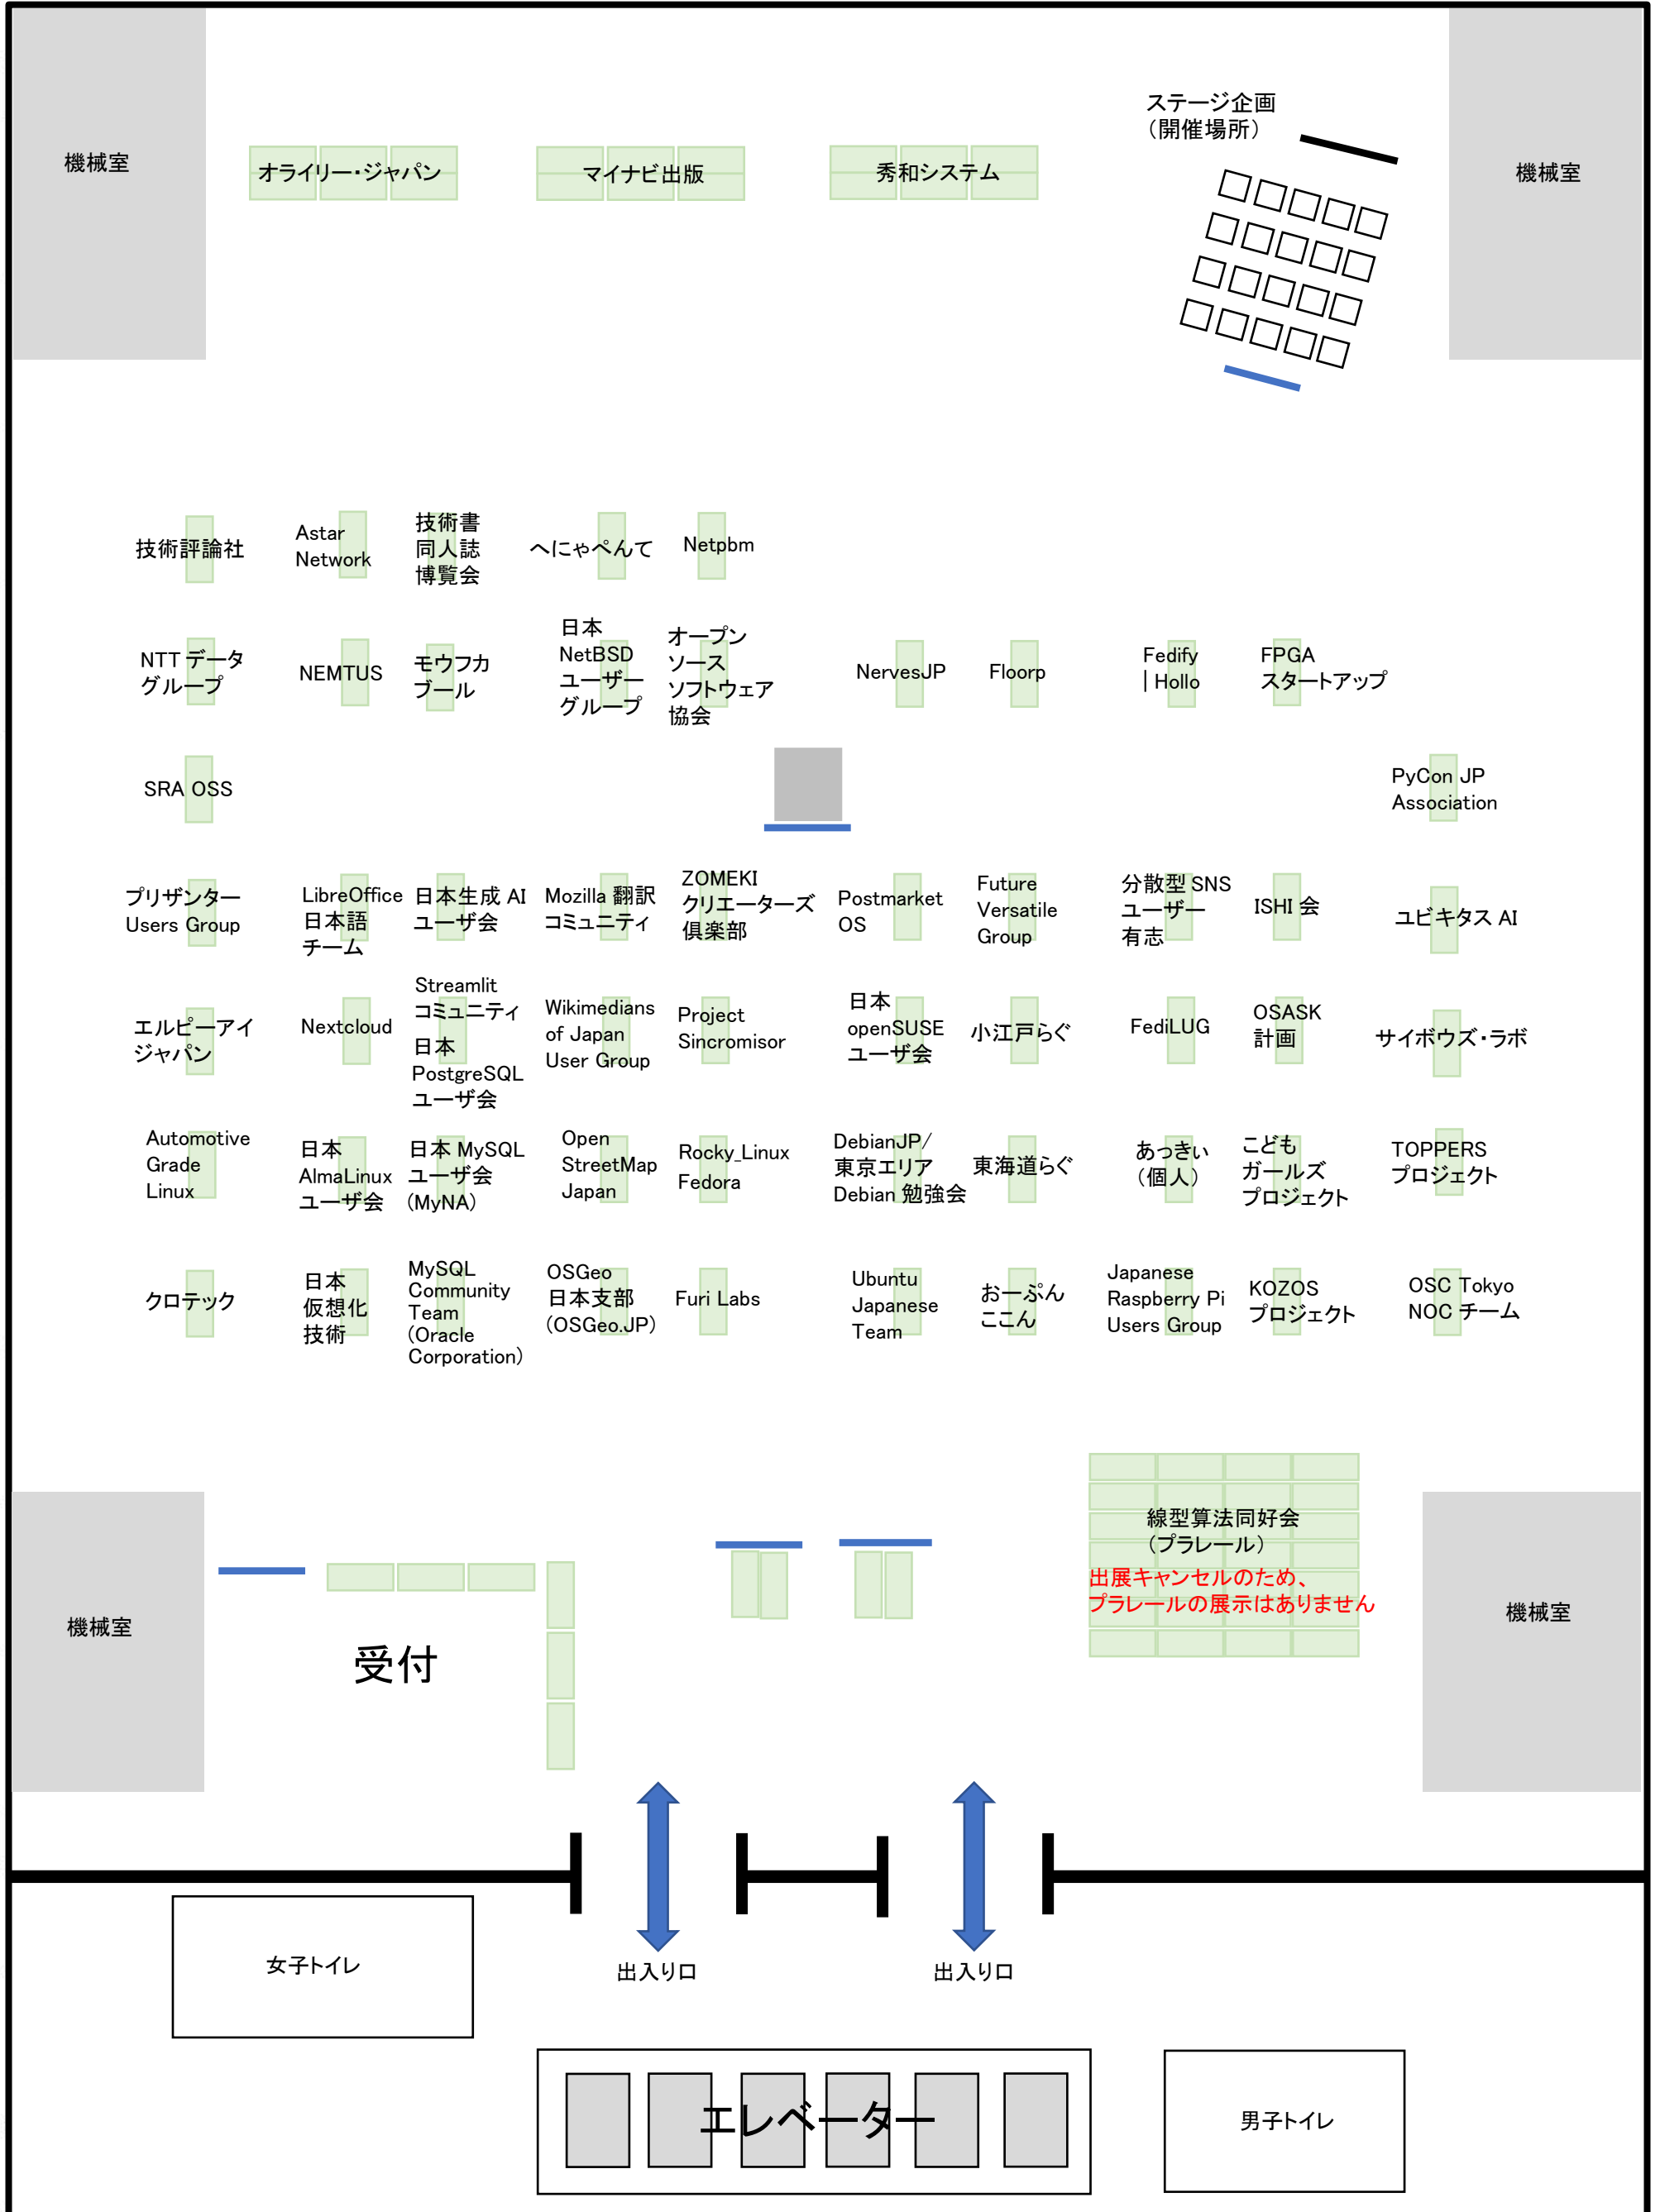 ステージ企画
（開催場所）
機械室
オライリー・ジャパン
マイナビ出版
秀和システム
機械室
技術評論社
Astar
Network
技術書
同人誌
博覧会
へにゃぺんて
Netpbm
NTT データ
グループ
NEMTUS
モウフカ
ブール
日本
NetBSD
ユーザー
グループ
オープン
ソース
ソフトウェア
協会
NervesJP
Floorp
Fedify
| Hollo
FPGA
スタートアップ
SRA OSS
PyCon JP
Association
プリザンター
Users Group
LibreOffice
日本語
チーム
日本生成 AI
ユーザ会
Mozilla 翻訳
コミュニティ
ZOMEKI
クリエーターズ
倶楽部
Postmarket
OS
Future
Versatile
Group
分散型 SNS
ユーザー
有志
ISHI 会
ユビキタス AI
エルピーアイ
ジャパン
Nextcloud
Streamlit
コミュニティ
日本
PostgreSQL
ユーザ会
Wikimedians
of Japan
User Group
Project
Sincromisor
日本
openSUSE
ユーザ会
小江戸らぐ
FediLUG
OSASK
計画
サイボウズ・ラボ
Automotive
Grade
Linux
日本
AlmaLinux
ユーザ会
日本 MySQL
ユーザ会
(MyNA)
Open
StreetMap
Japan
Rocky_Linux
Fedora
DebianJP/
東京エリア
Debian 勉強会
東海道らぐ
あっきぃ
（個人）
こども
ガールズ
プロジェクト
TOPPERS
プロジェクト
クロテック
日本
仮想化
技術
MySQL
Community
Team
(Oracle
Corporation)
OSGeo
日本支部
(OSGeo.JP)
Furi Labs
Ubuntu
Japanese
Team
おーぷん
ここん
Japanese
Raspberry Pi
Users Group
KOZOS
プロジェクト
OSC Tokyo
NOC チーム
線型算法同好会
（プラレール）
出展キャンセルのため、
プラレールの展示はありません
機械室
受付
機械室
女子トイレ
出入り口
出入り口
エレベーター
男子トイレ